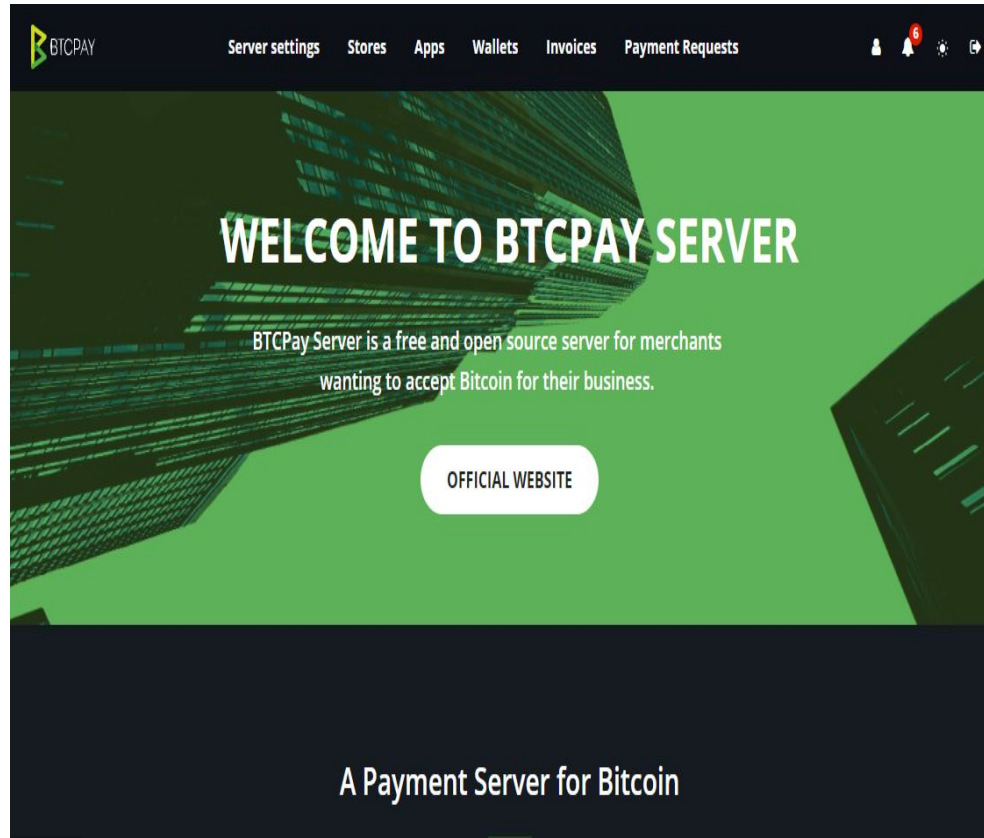 BTCPAY
Server settings Stores Apps Wallets Invoices Payment Requests
6
WELCOME TO BTCPAY SERVER
BTCPay Server is a free and open source server for merchants
wanting to accept Bitcoin for their business.
OFFICIAL WEBSITE
A Payment Server for Bitcoin